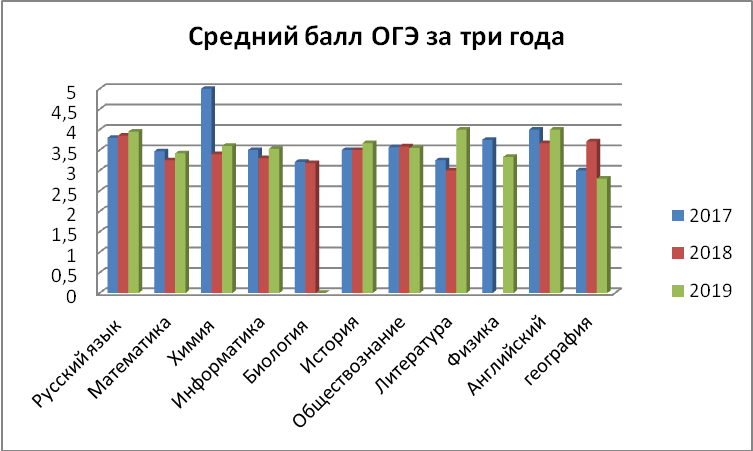 Средний балл ОГЭ за три года
5
4,5
4
3,5
3
2,5
2
1,5
1
0,5
0
Русский язык
Математика
Химия
Информатика
Биология
История
Обществознание
Литература
Физика
Английский
география
2017
2018
2019